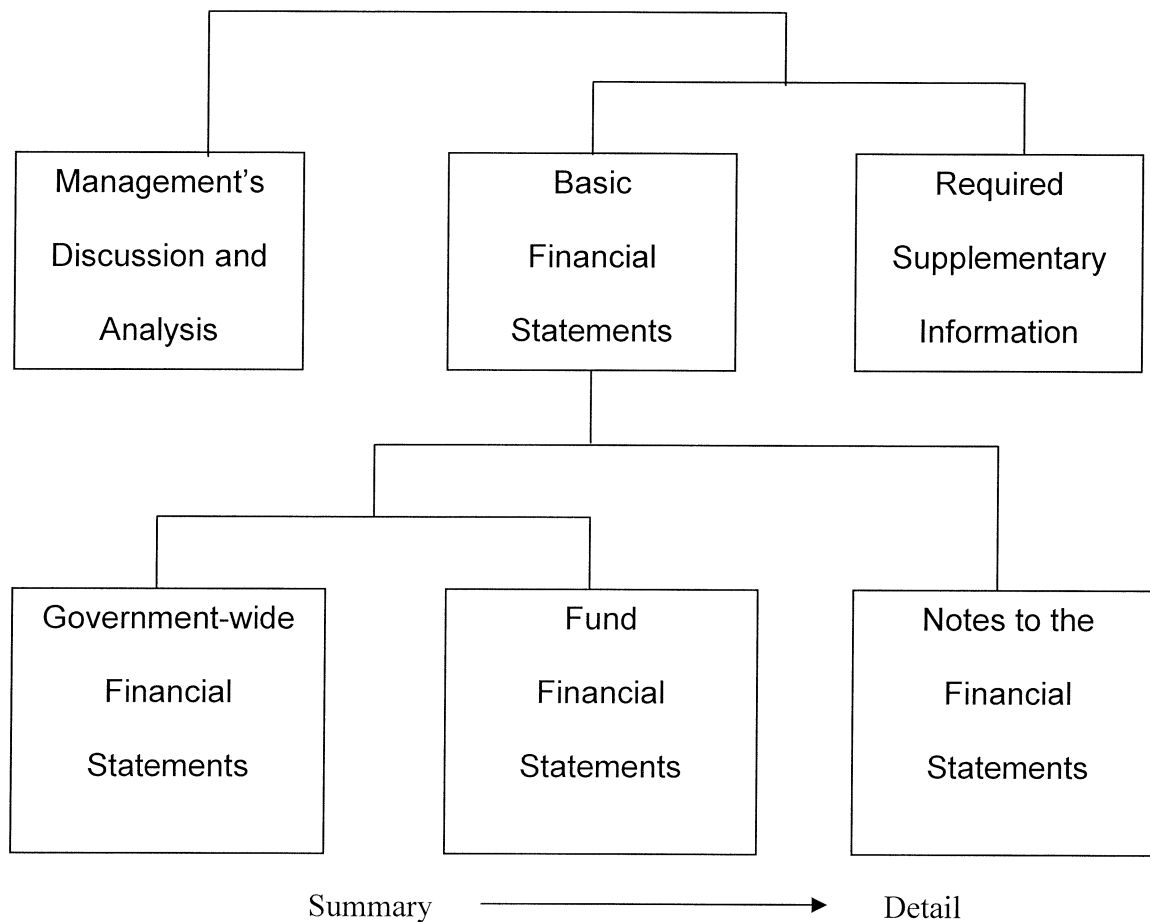 Management’s
Discussion and
Analysis
Basic
Financial
Statements
Required
Supplementary
Information
Government-wide
Financial
Statements
Fund
Financial
Statements
Notes to the
Financial
Statements
Summary
Detail